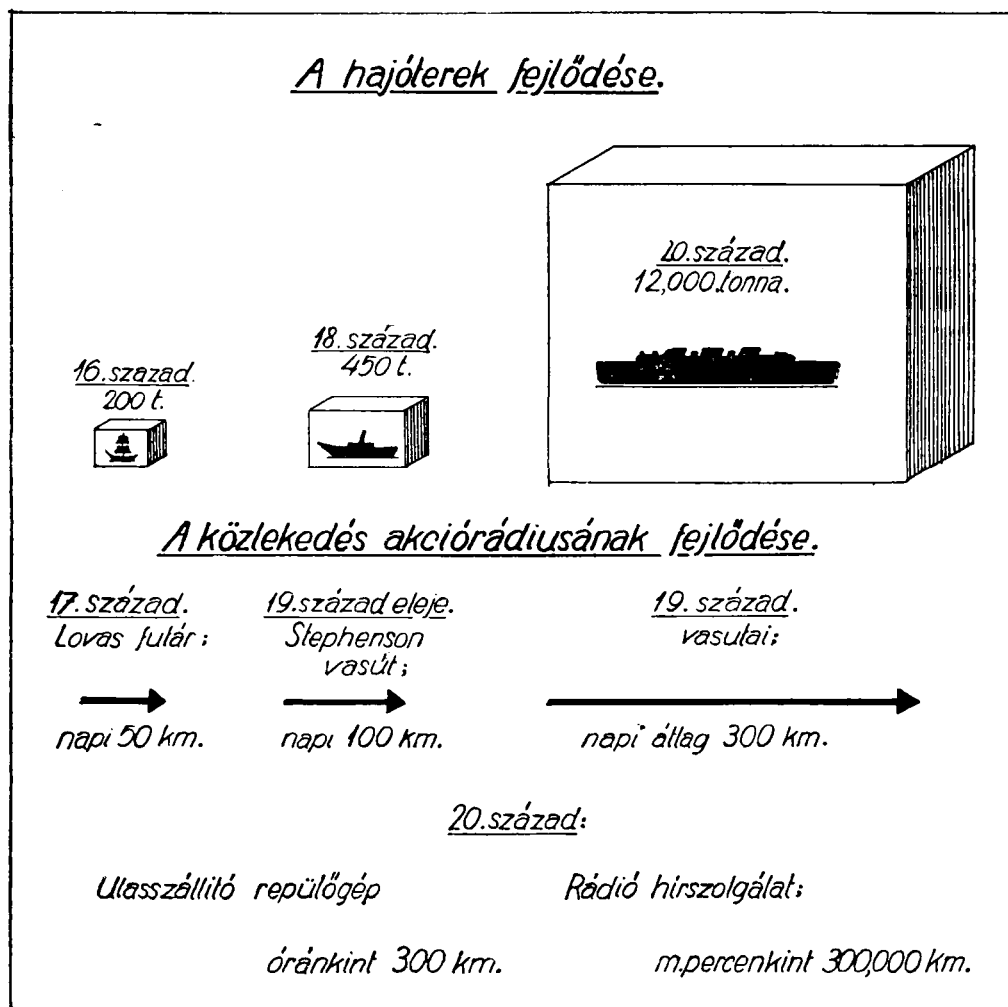 A hajóterek fejlődése.
16. szazad.
200 t.
18. század.
450 t.
20. század.
12,000. tonna.
A közlekedés akciórádiusának fejlődése.
17. század.
Lovas futár;
napi 50 km.
19. század eleje.
Stephenson
vasút;
napi 100 km.
19. század.
vasutai;
napi átlag 300 km.
20. század:
Utasszállitó repülőgép
óránkint 300 km.
Rádió hirszolgálat;
m.percenkint 300,000 km.